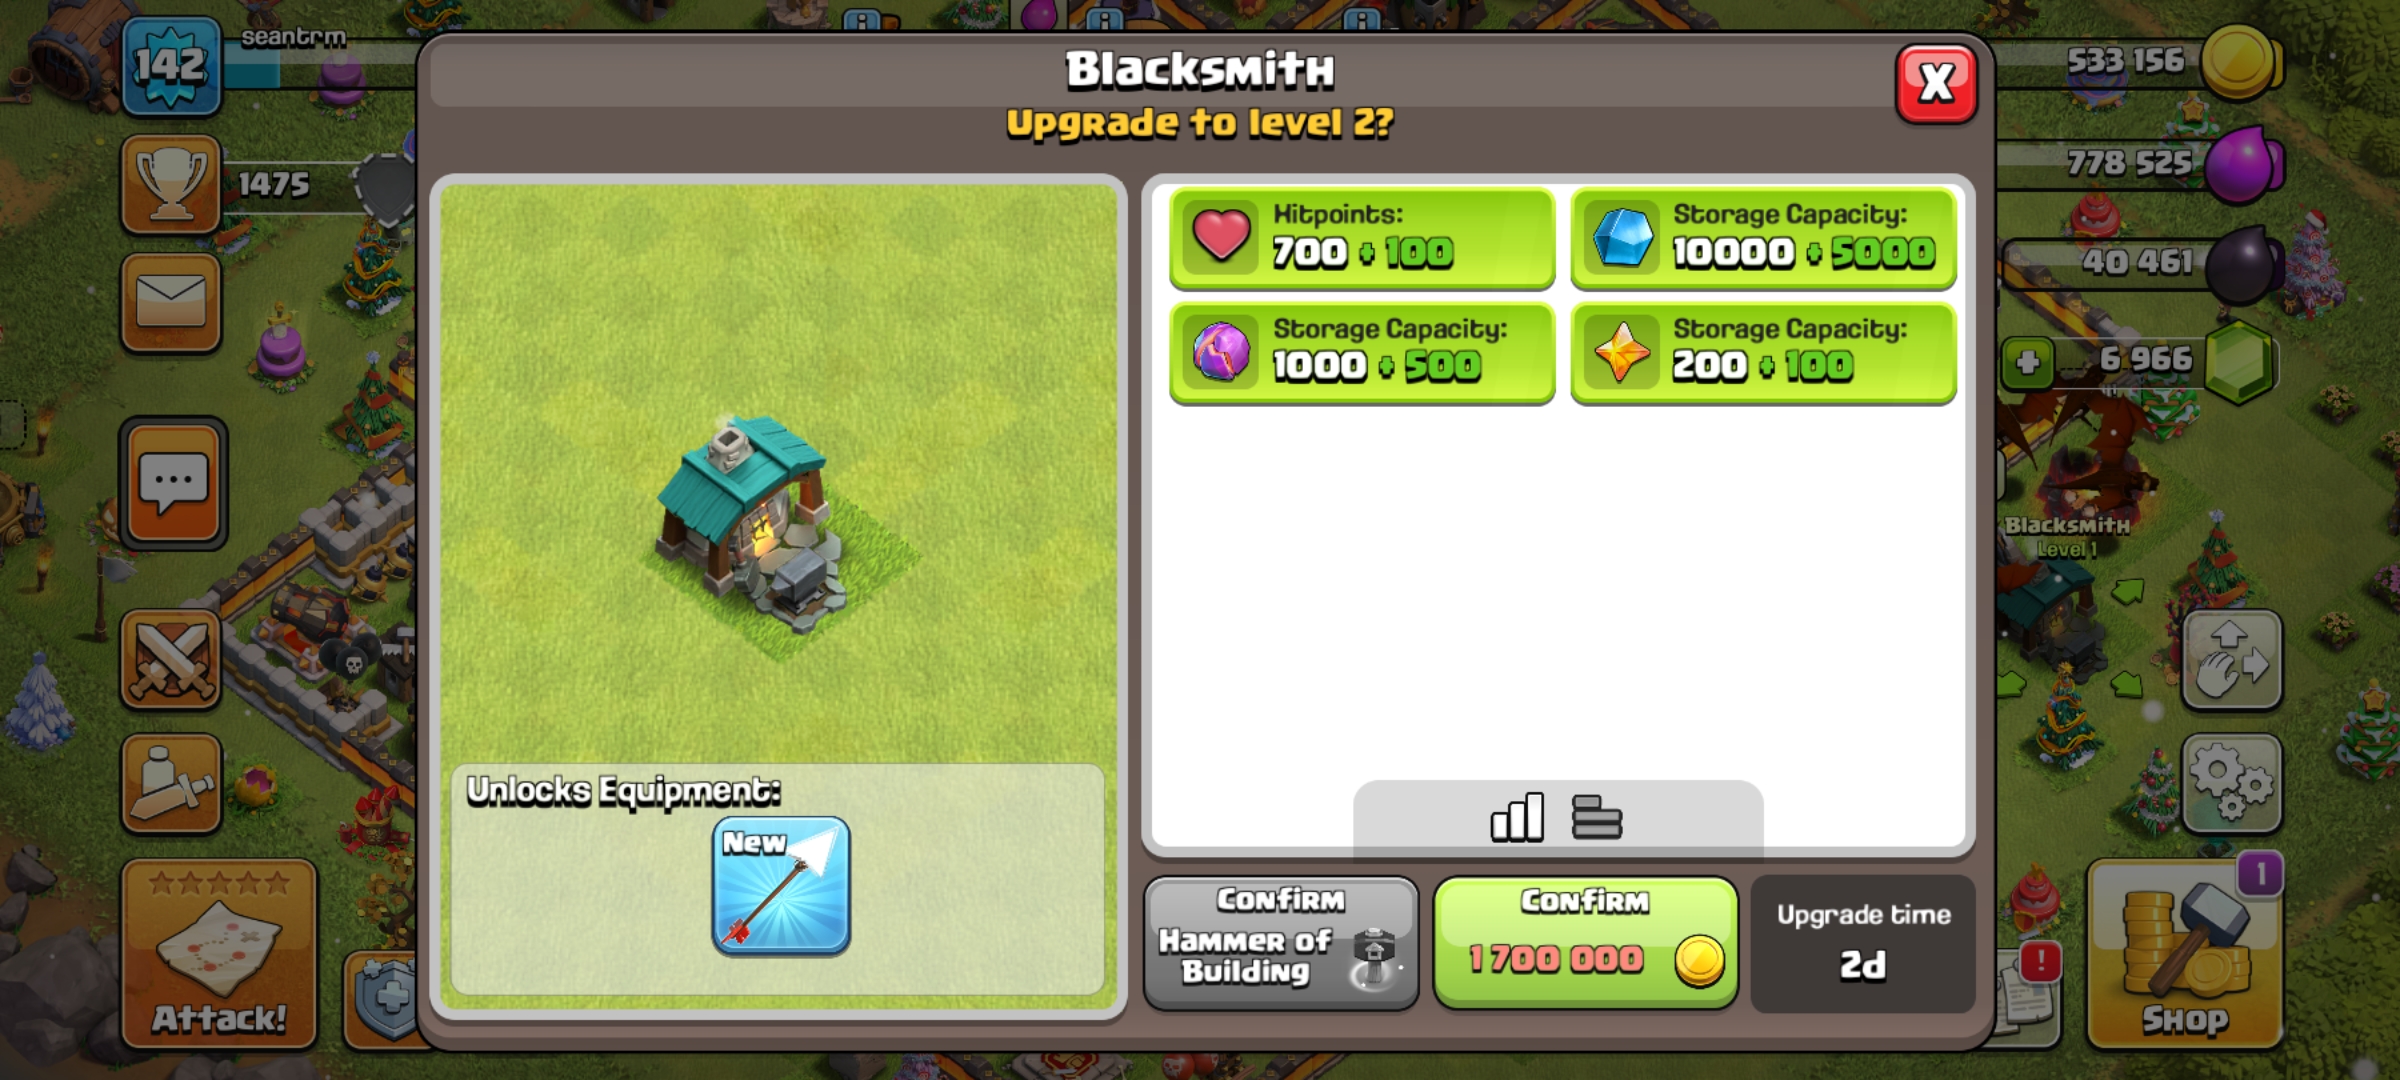 142
seantrm
1475
Blacksmith
Upgrade to level 2?
X
533 156
778 525
40 461
6 966
Hitpoints:
700 + 100
Storage Capacity:
10000 + 5000
Storage Capacity:
1000 + 500
Storage Capacity:
200 + 100
Blacksmith
Level 1
Unlocks Equipment:
New
Confirm
Hammer of
Building
Confirm
1 700 000
Upgrade time
2d
Attack!
1
!
Shop